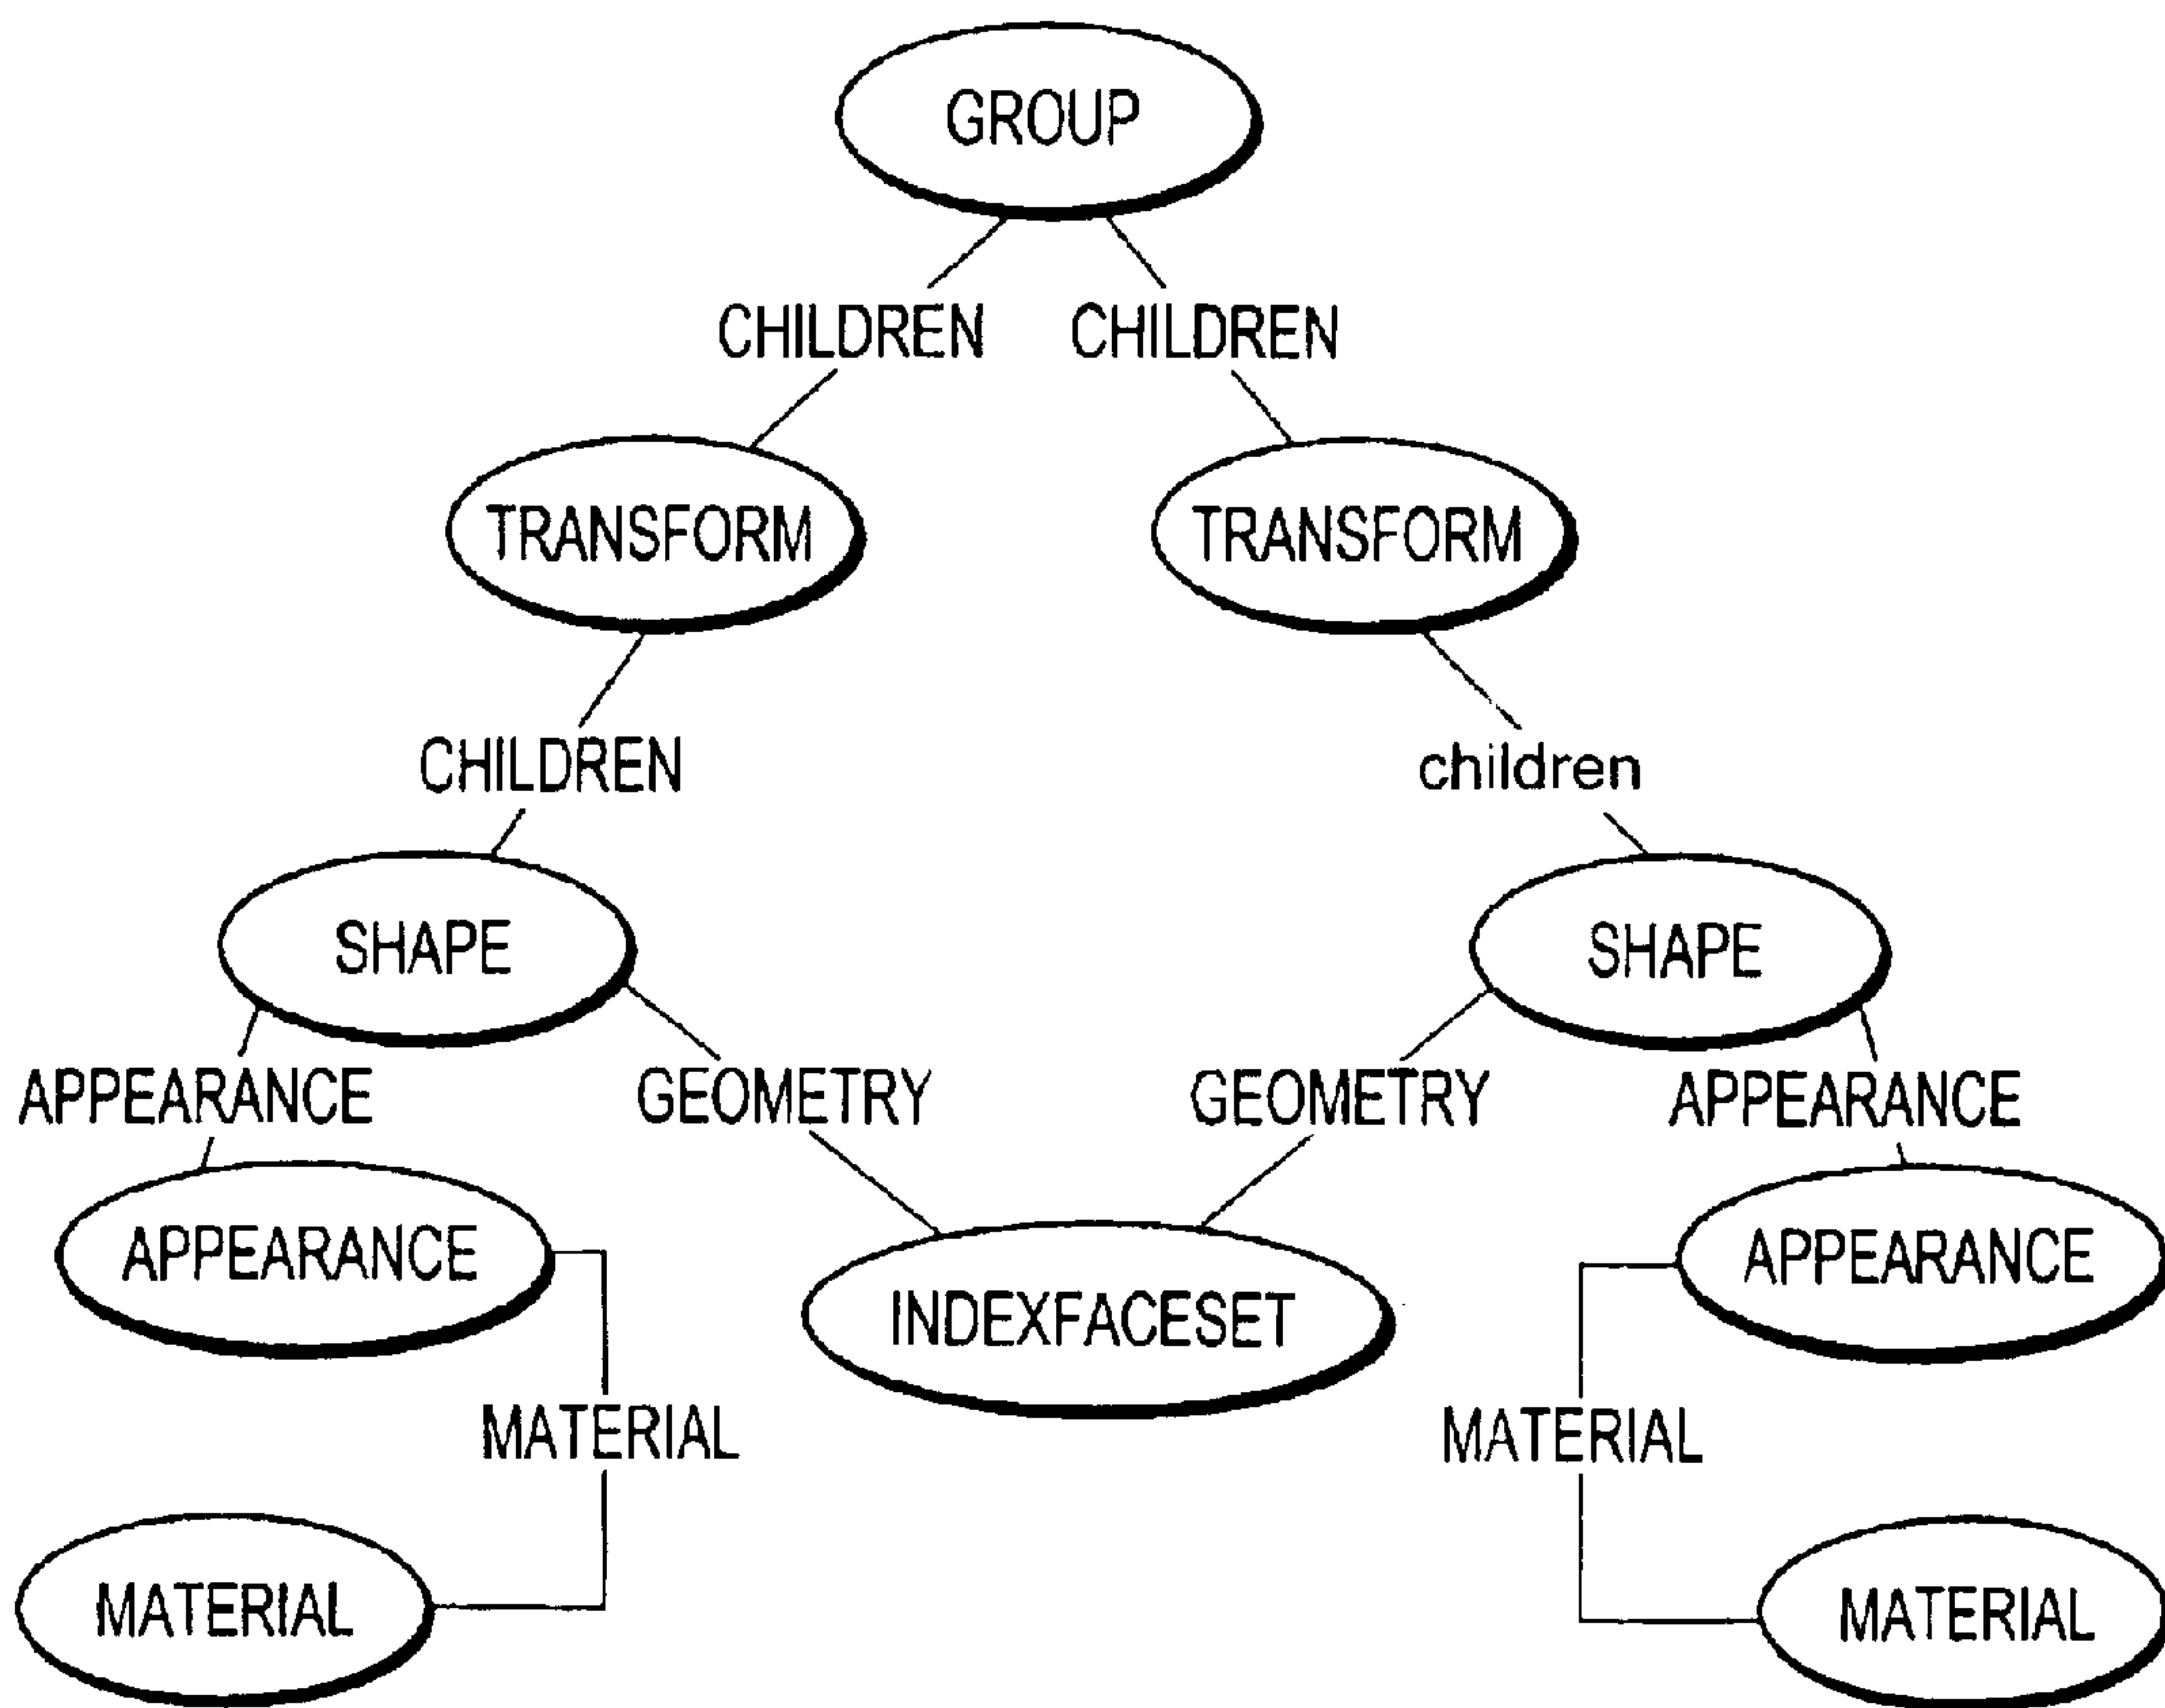 GROUP
CHILDREN CHILDREN
TRANSFORM TRANSFORM
CHILDREN children
SHAPE SHAPE
APPEARANCE GEOMETRY GEOMETRY APPEARANCE
APPEARANCE INDEXFACESET APPEARANCE
MATERIAL MATERIAL
MATERIAL MATERIAL